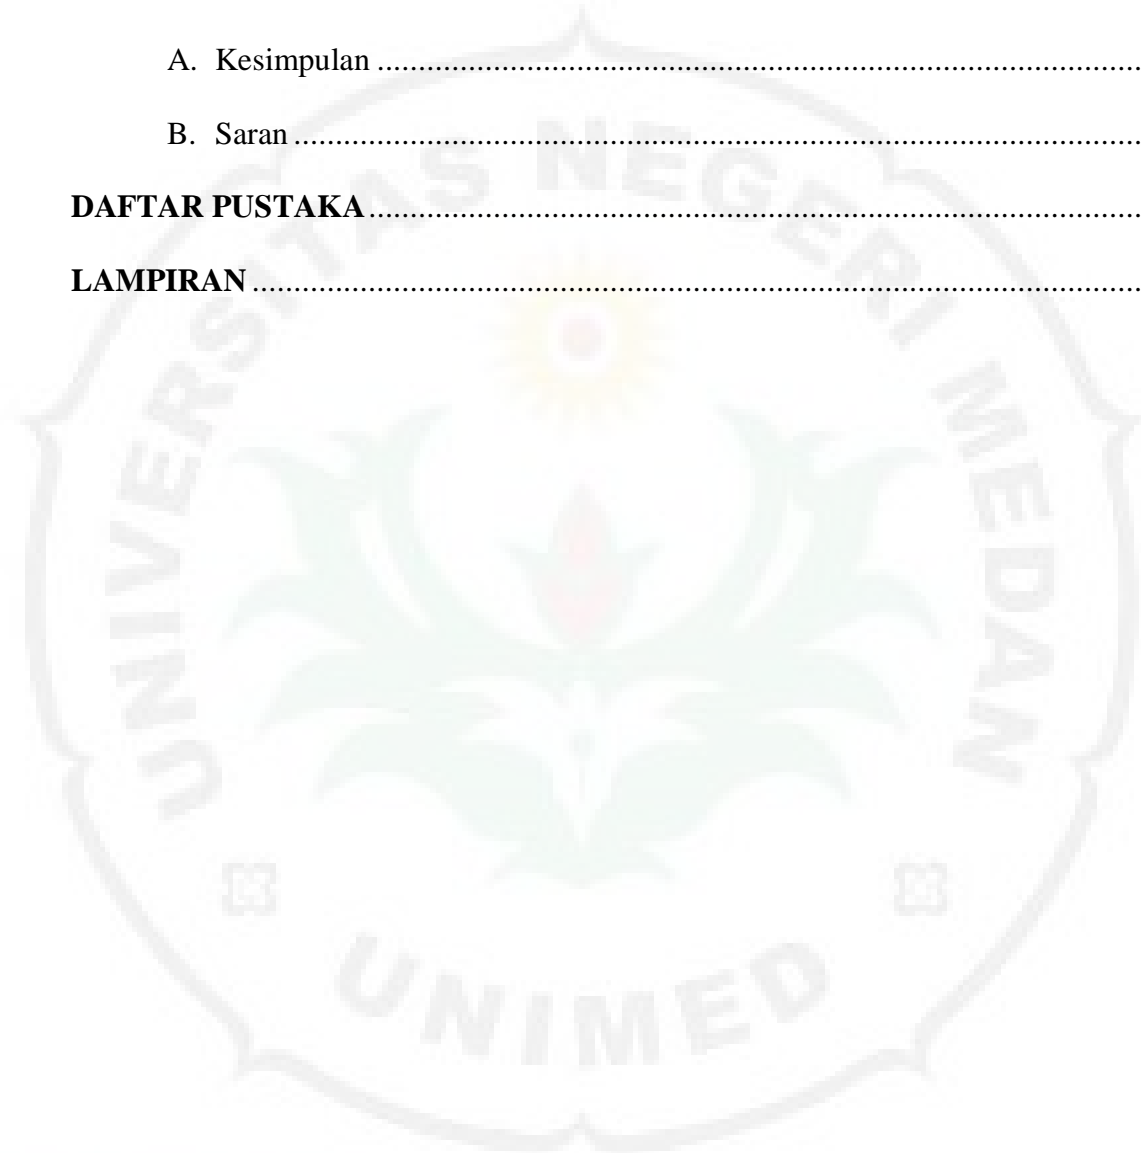 A. Kesimpulan ............................................................................................
B. Saran ......................................................................................................
DAFTAR PUSTAKA ............................................................................................
LAMPIRAN ...........................................................................................................
UNIVERSITAS NEGERI MEDAN
UNIMED